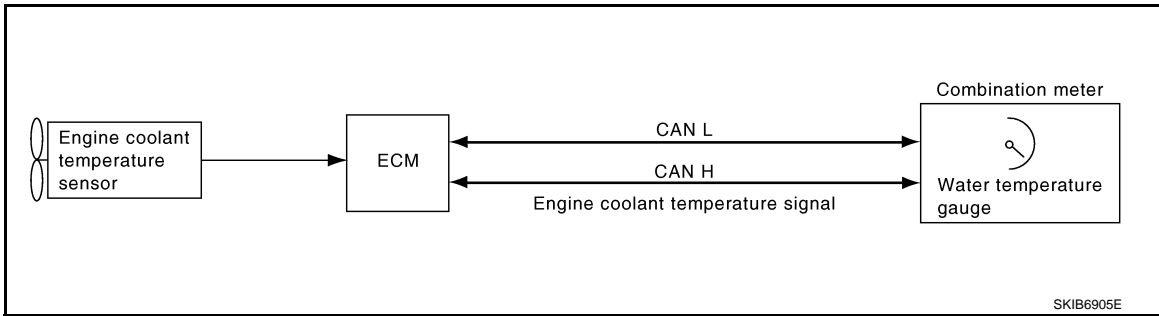 Combination meter
Engine coolant
temperature
sensor
ECM
CAN L
CAN H
Engine coolant temperature signal
Water temperature
gauge
SKIB6905E